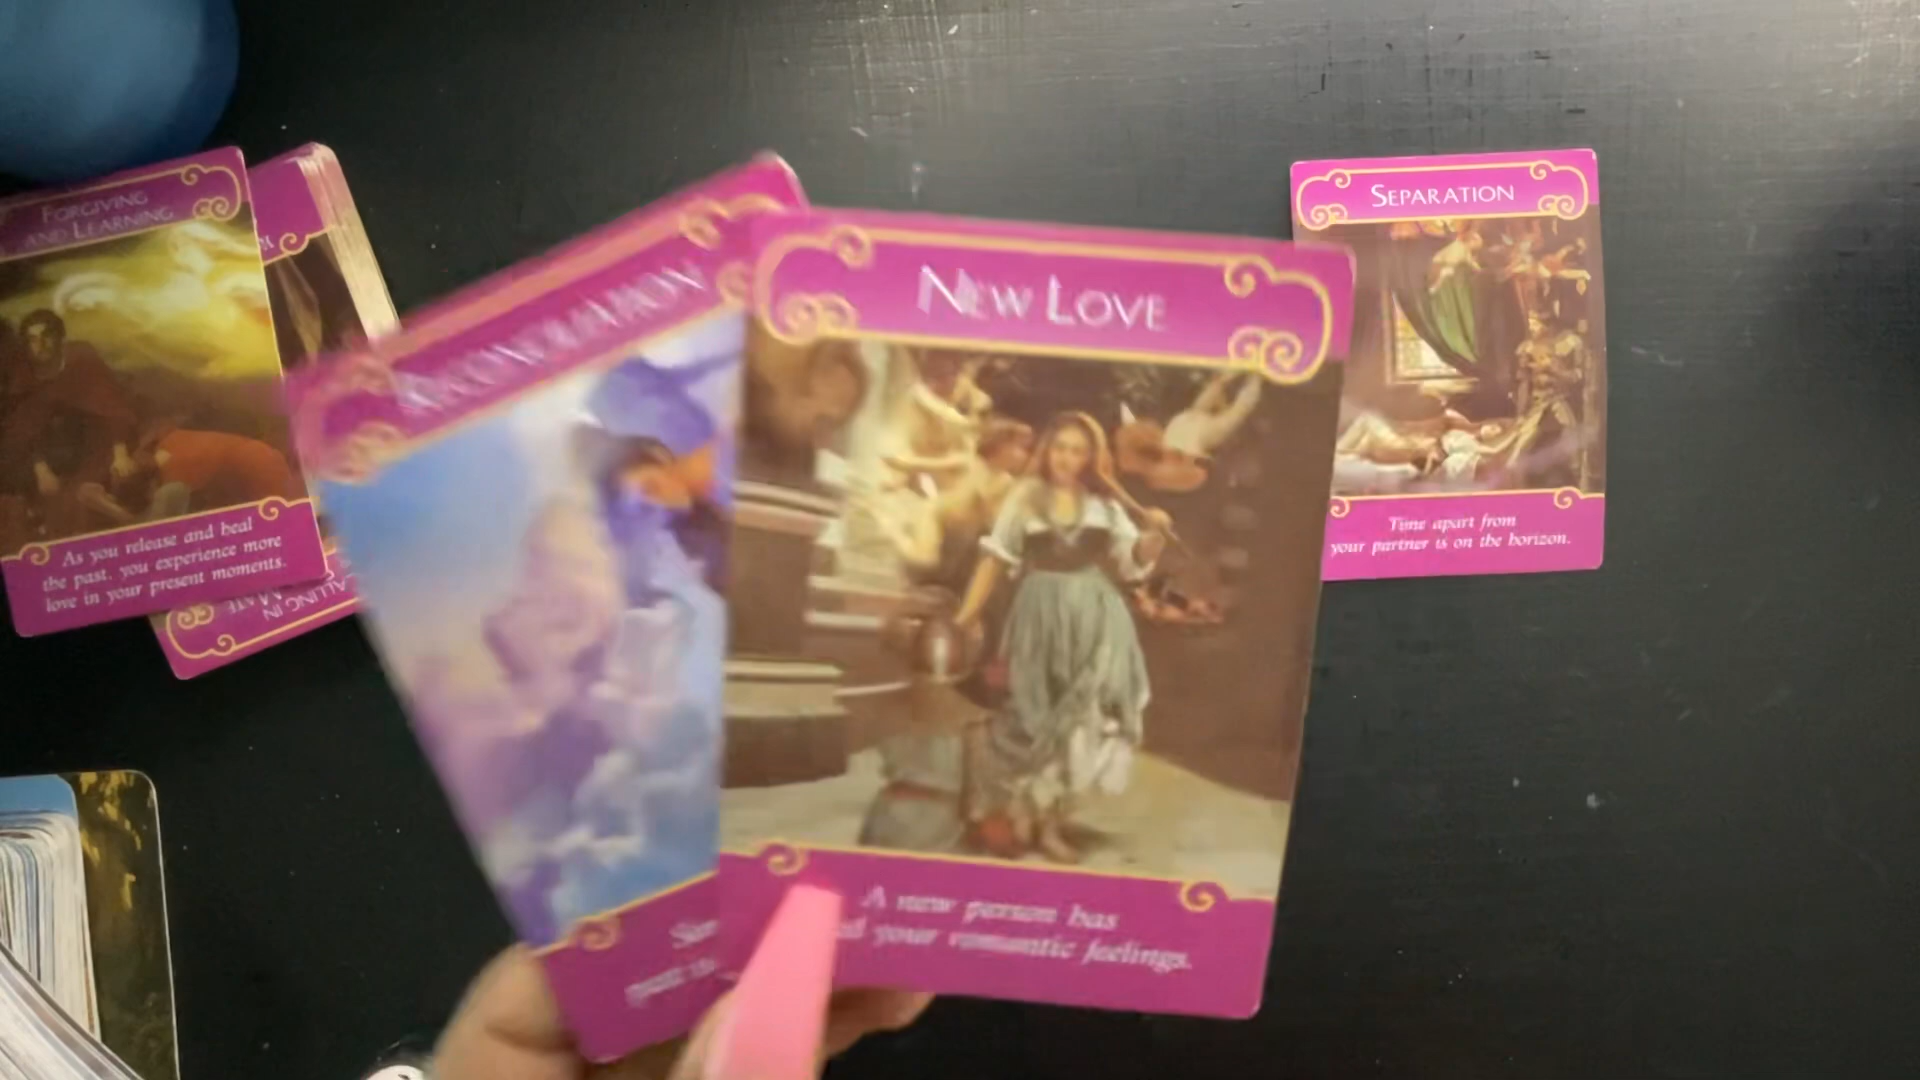 FORGIVING
AND LEARNING
As you release and heal
the past, you experience more
love in your present moments.
NEW LOVE
A new person has
your romantic feelings.
SEPARATION
Time apart from
your partner is on the horizon.